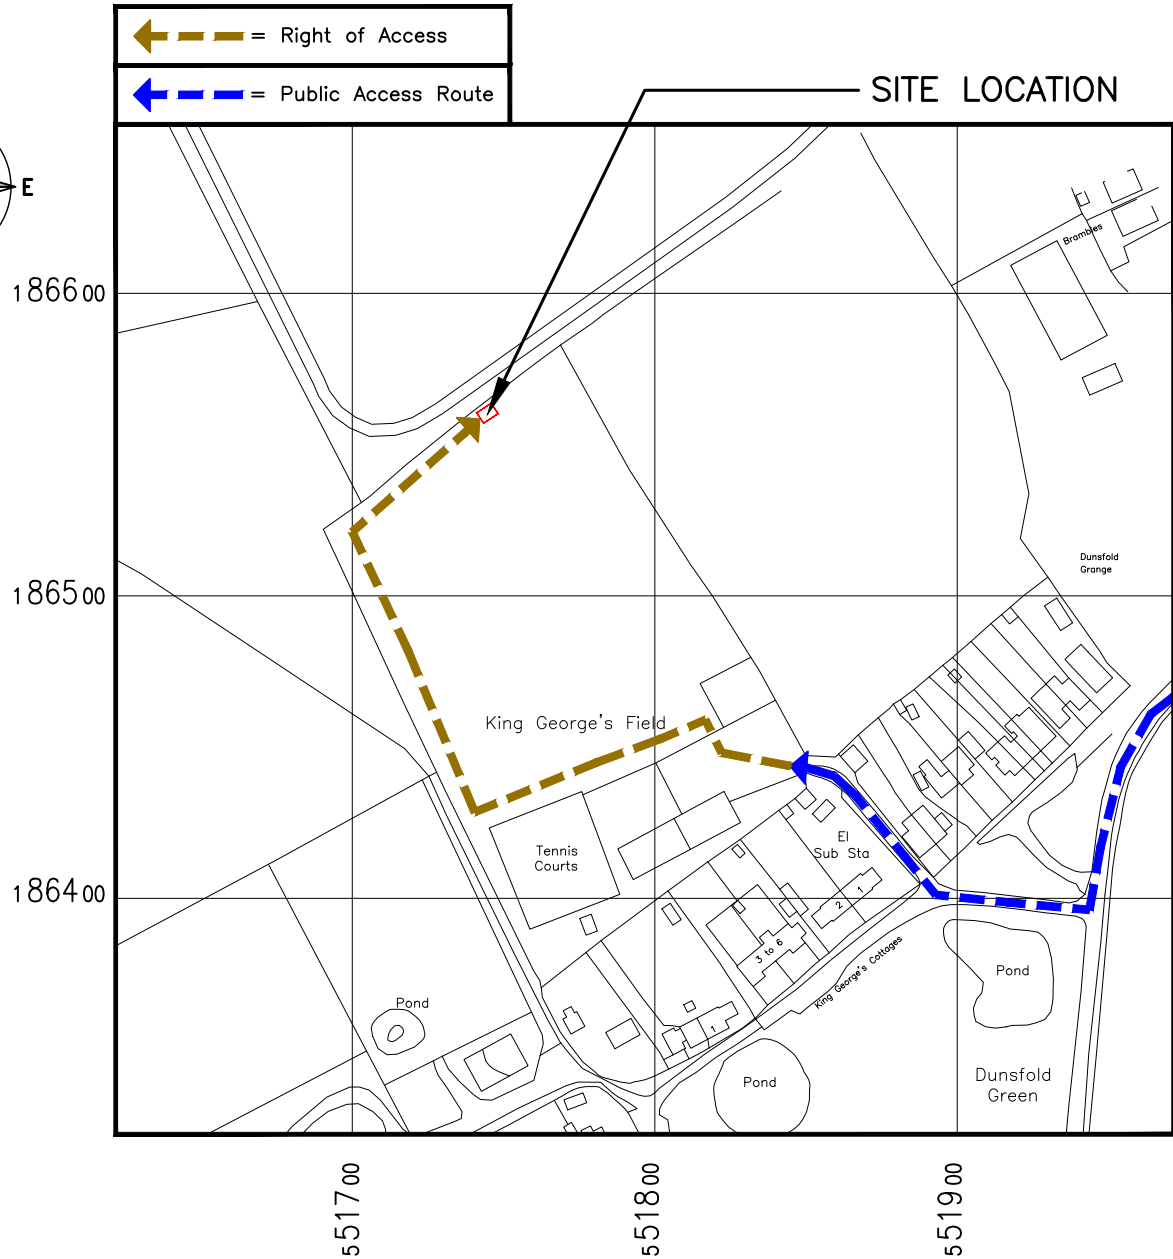 = Right of Access
= Public Access Route
SITE LOCATION
E
Brambles
186600
Dunsfold
Grange
186500
King George's Field
El
Sub Sta
Tennis
Courts
186400
2
1
3 to 6
King George's Cottages
Pond
Pond
1
Pond
Dunsfold
Green
551700
551800
551900